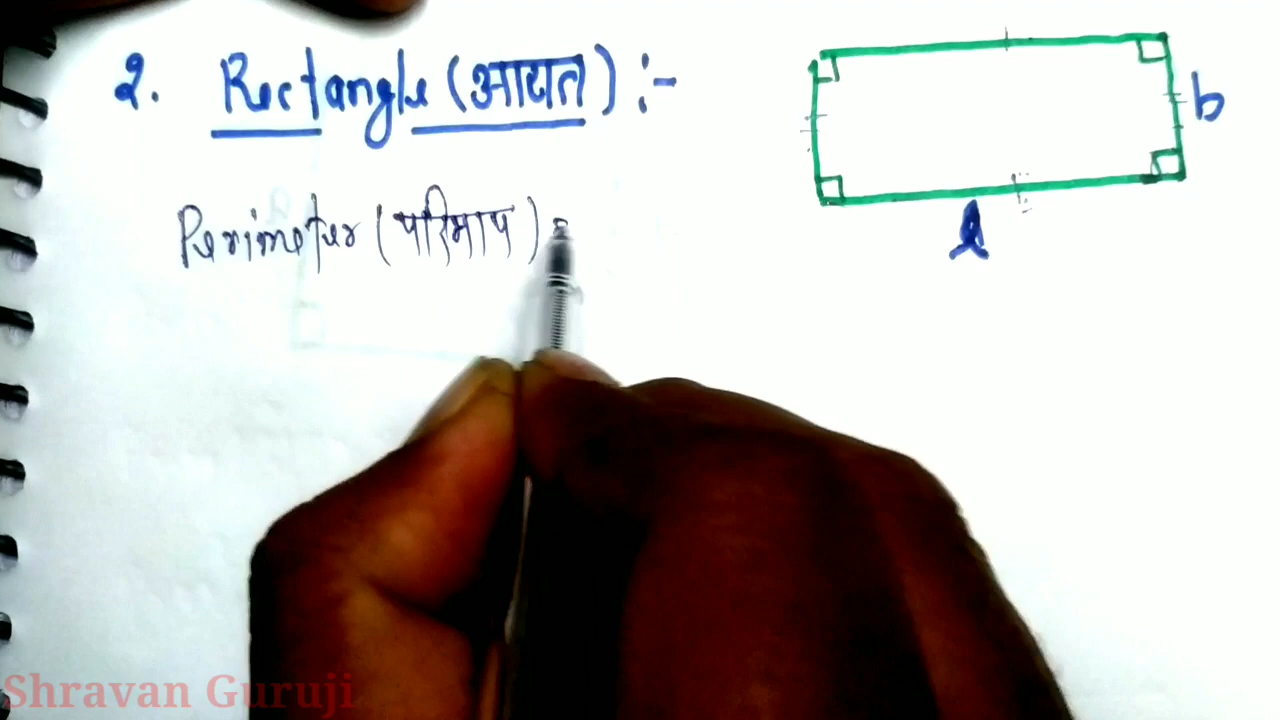 2. Rectangle (आयत) :-
b
Perimeter (परिमाप) =
l
Shravan Guruji